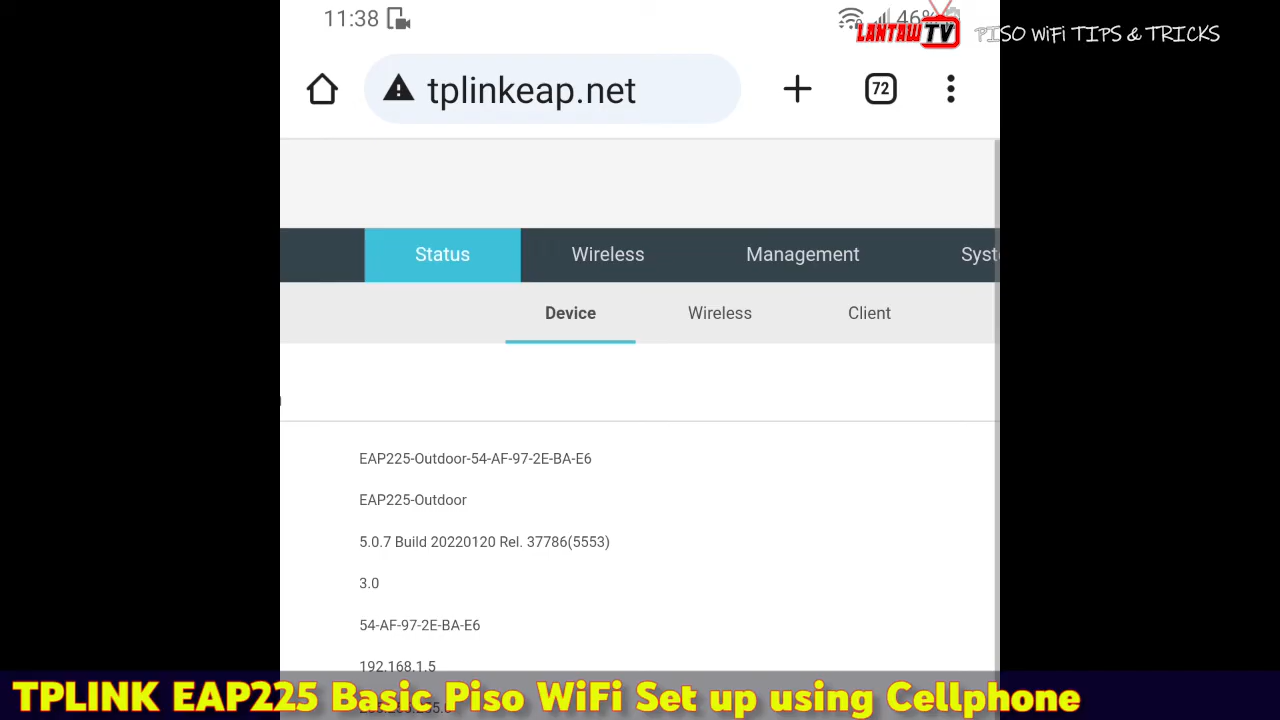 11:38
46%
LANTAW TV
PISO WiFi TIPS & TRICKS
tplinkeap.net
72
Status
Wireless
Management
Syst
Device
Wireless
Client
EAP225-Outdoor-54-AF-97-2E-BA-E6
EAP225-Outdoor
5.0.7 Build 20220120 Rel. 37786(5553)
3.0
54-AF-97-2E-BA-E6
192.168.1.5
TPLINK EAP225 Basic Piso WiFi Set up using Cellphone